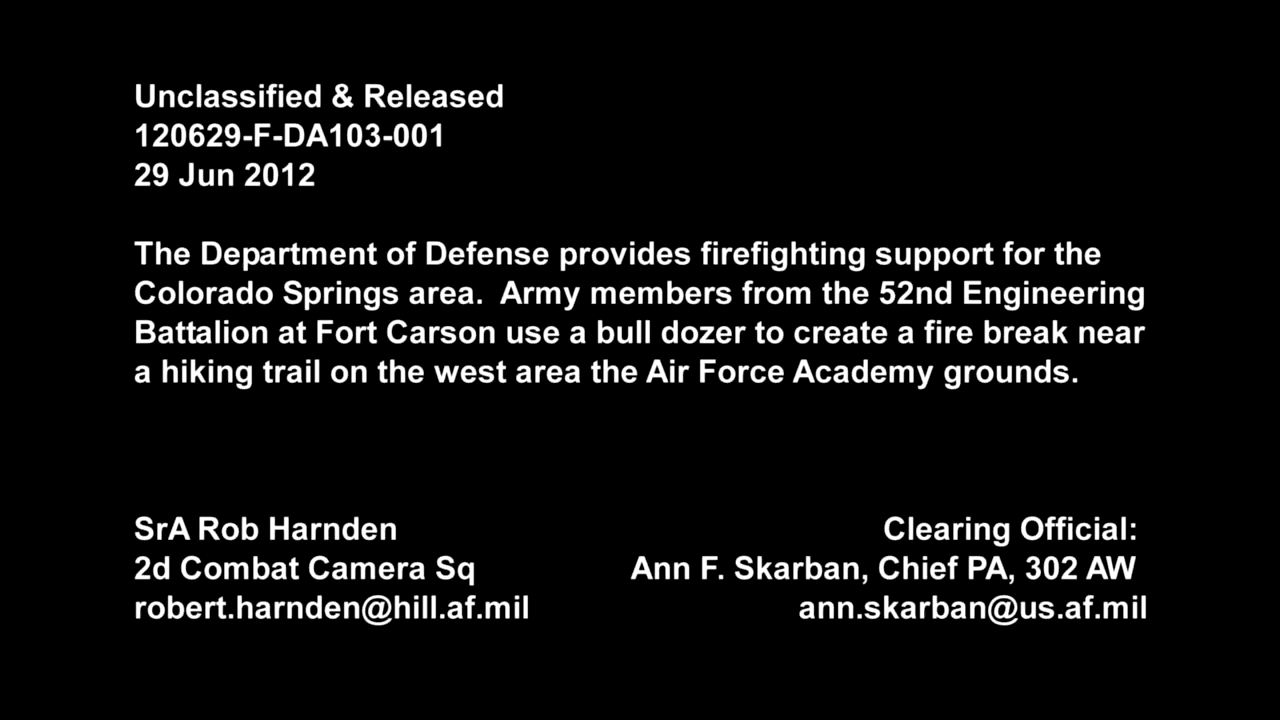 Unclassified & Released
120629-F-DA103-001
29 Jun 2012
The Department of Defense provides firefighting support for the
Colorado Springs area.  Army members from the 52nd Engineering
Battalion at Fort Carson use a bull dozer to create a fire break near
a hiking trail on the west area the Air Force Academy grounds.
SrA Rob Harnden
2d Combat Camera Sq
robert.harnden@hill.af.mil
Clearing Official:
Ann F. Skarban, Chief PA, 302 AW
ann.skarban@us.af.mil